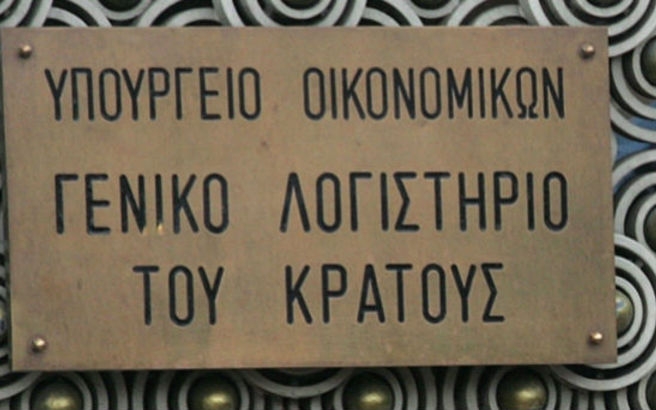 ΥΠΟΥΡΓΕΙΟ ΟΙΚΟΝΟΜΙΚΩΝ
ΓΕΝΙΚΟ ΛΟΓΙΣΤΗΡΙΟ
ΤΟΥ ΚΡΑΤΟΥΣ